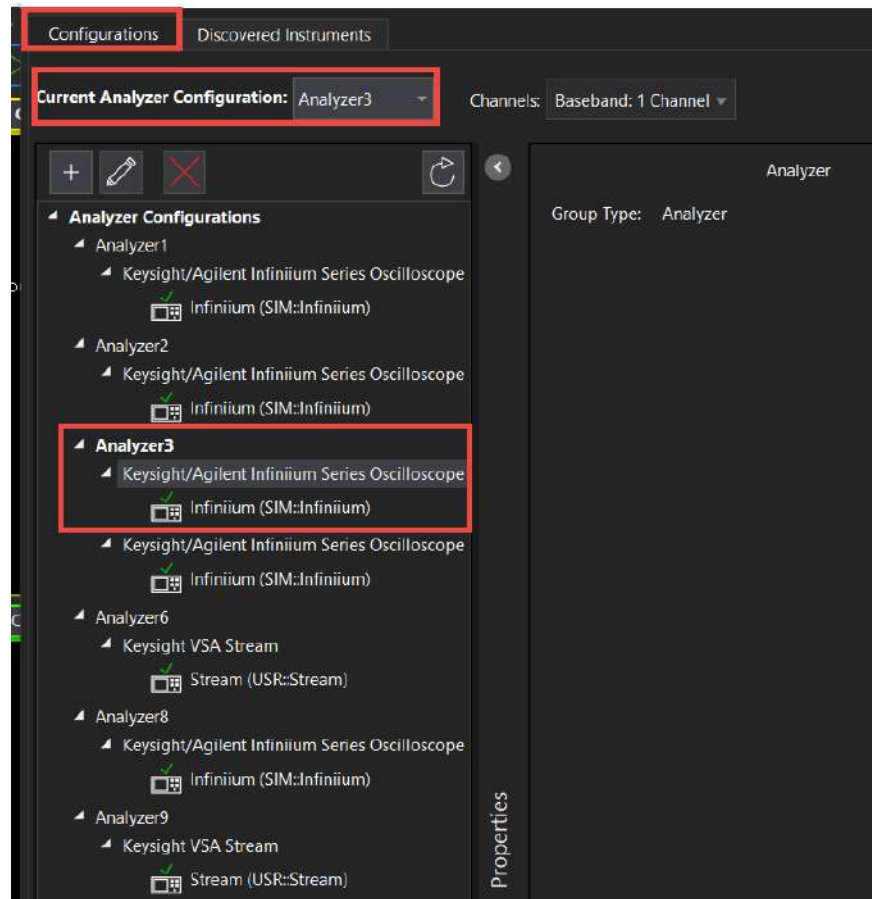 Configurations
Discovered Instruments
Current Analyzer Configuration: Analyzer3
Channels: Baseband: 1 Channel
Analyzer
Analyzer Configurations
Group Type: Analyzer
Analyzer1
Keysight/Agilent Infiniium Series Oscilloscope
Infiniium (SIM::Infiniium)
Analyzer2
Keysight/Agilent Infiniium Series Oscilloscope
Infiniium (SIM::Infiniium)
Analyzer3
Keysight/Agilent Infiniium Series Oscilloscope
Infiniium (SIM::Infiniium)
Keysight/Agilent Infiniium Series Oscilloscope
Infiniium (SIM::Infiniium)
Analyzer6
Keysight VSA Stream
Stream (USR::Stream)
Analyzer8
Keysight/Agilent Infiniium Series Oscilloscope
Infiniium (SIM::Infiniium)
Analyzer9
Keysight VSA Stream
Stream (USR::Stream)
Properties